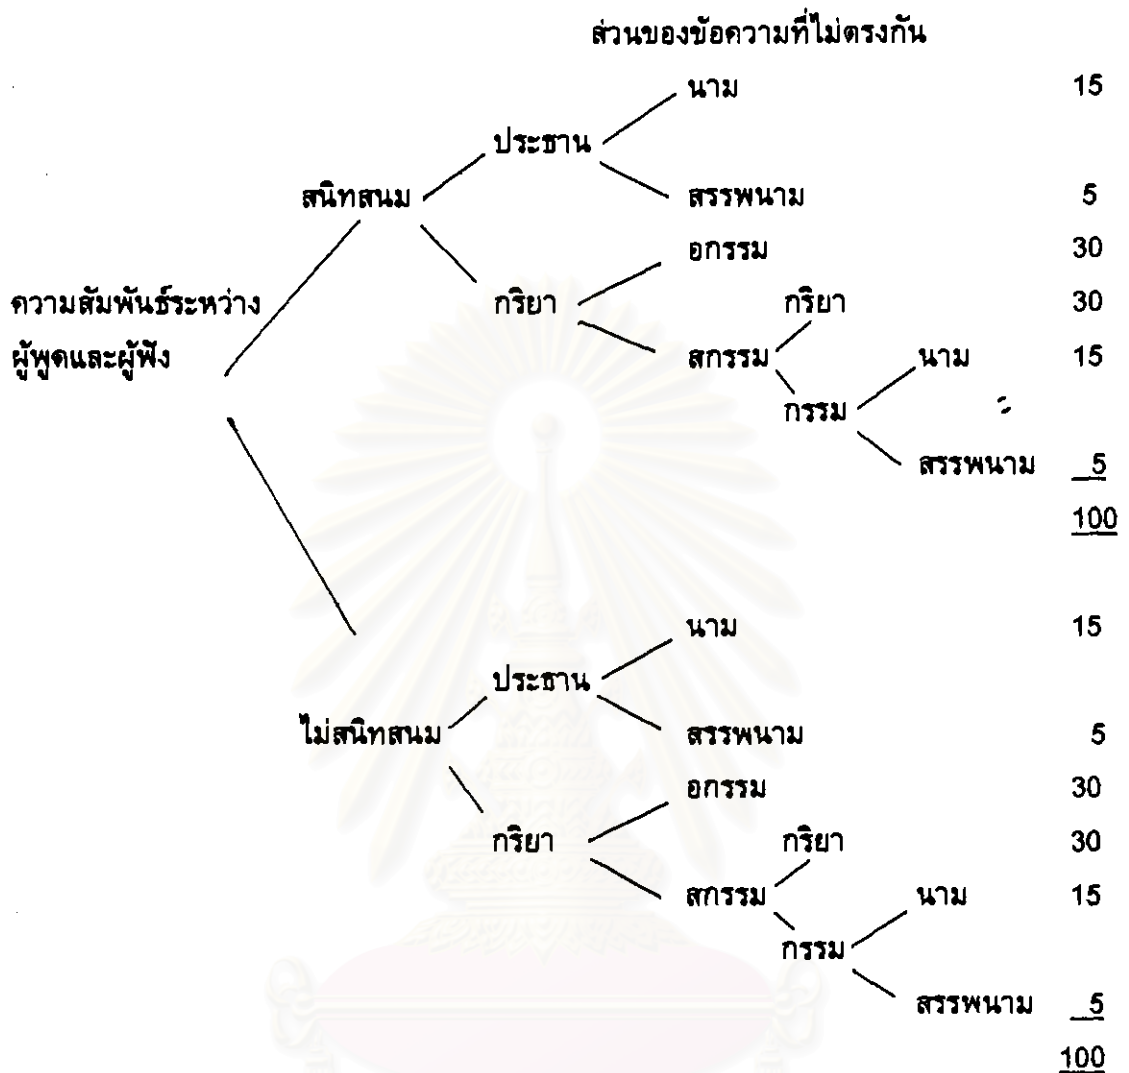 ส่วนของข้อความที่ไม่ตรงกัน
นาม 15
ประธาน
สนิทสนม สรรพนาม 5
อกรรม 30
ความสัมพันธ์ระหว่าง กริยา กริยา 30
ผู้พูดและผู้ฟัง สกรรม นาม 15
กรรม
สรรพนาม 5
100
นาม 15
ประธาน
ไม่สนิทสนม สรรพนาม 5
อกรรม 30
กริยา กริยา 30
สกรรม นาม 15
กรรม
สรรพนาม 5
100